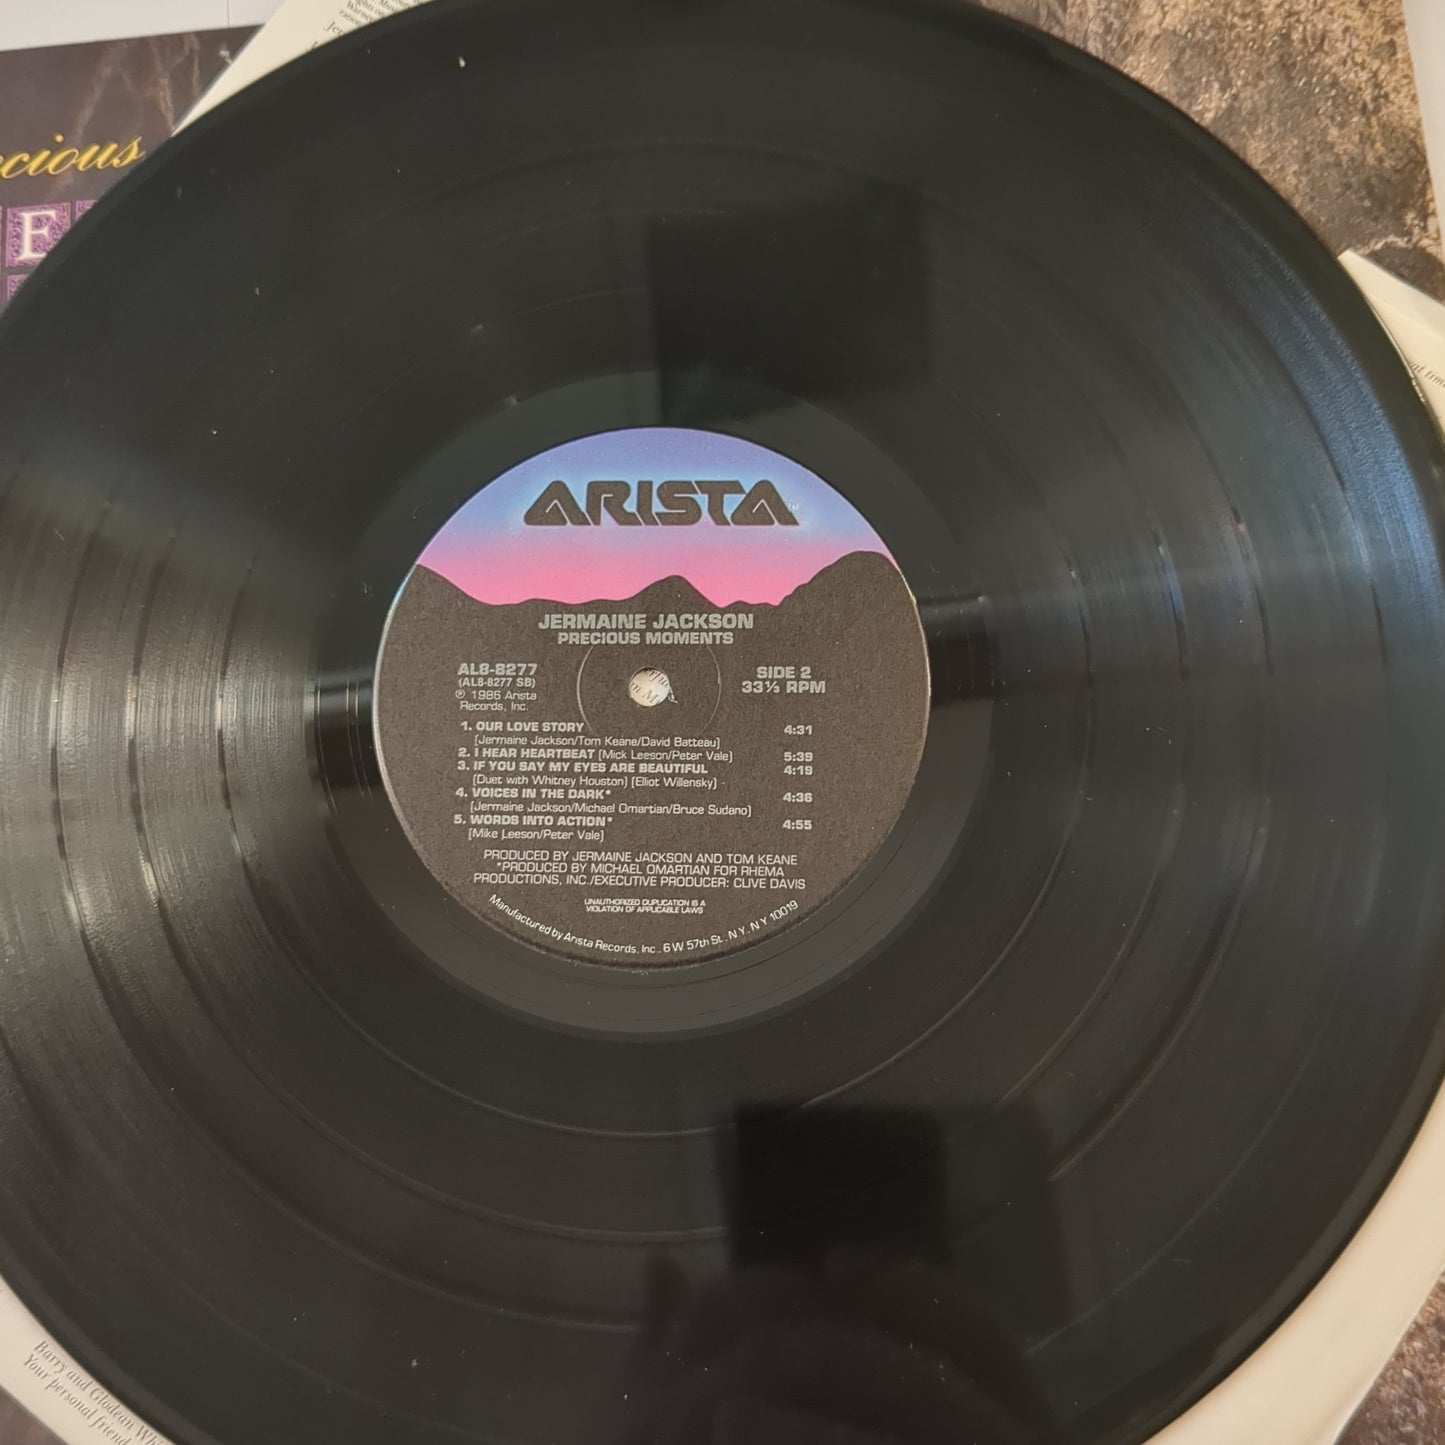 ecious
E
ARISTA
JERMAINE JACKSON
PRECIOUS MOMENTS
AL8-8277
(AL8-8277 SB)
℗ 1986 Arista
Records, Inc.
SIDE 2
33⅓ RPM
1. OUR LOVE STORY 4:31
[Jermaine Jackson/Tom Keane/David Batteau]
2. I HEAR HEARTBEAT [Mick Leeson/Peter Vale] 5:39
3. IF YOU SAY MY EYES ARE BEAUTIFUL 4:19
[Duet with Whitney Houston] [Elliot Willensky]
4. VOICES IN THE DARK* 4:36
[Jermaine Jackson/Michael Omartian/Bruce Sudano]
5. WORDS INTO ACTION* 4:55
[Mike Leeson/Peter Vale]
PRODUCED BY JERMAINE JACKSON AND TOM KEANE
*PRODUCED BY MICHAEL OMARTIAN FOR RHEMA
PRODUCTIONS, INC./EXECUTIVE PRODUCER: CLIVE DAVIS
UNAUTHORIZED DUPLICATION IS A
VIOLATION OF APPLICABLE LAWS
Manufactured by Arista Records, Inc., 6 W 57th St., N.Y. N.Y 10019
Barry and Glodean Wh
Your personal friend